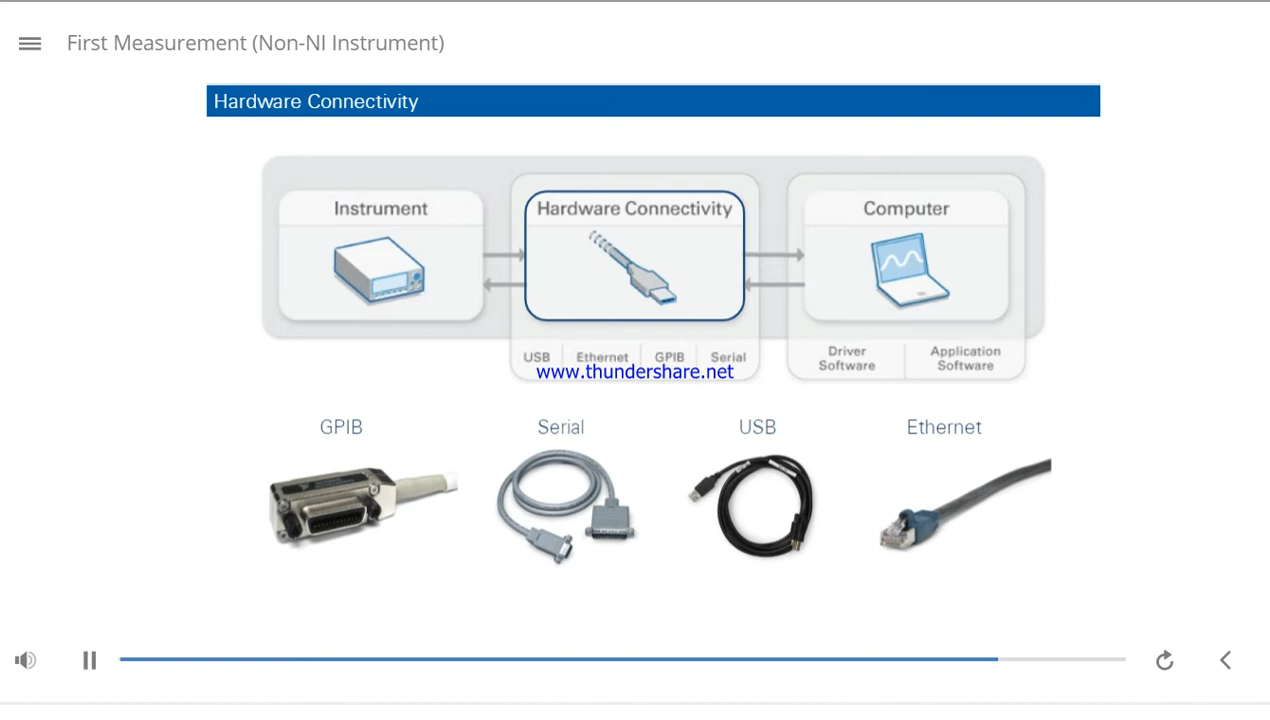 First Measurement (Non-NI Instrument)
Hardware Connectivity
Instrument
Hardware Connectivity
Computer
USB
Ethernet
GPIB
Serial
Driver
Software
Application
Software
www.thundershare.net
GPIB
Serial
USB
Ethernet